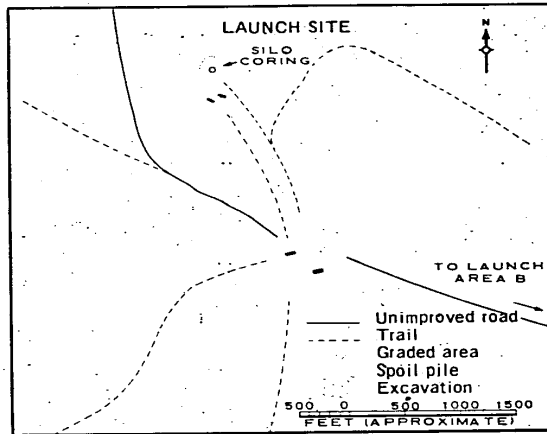 LAUNCH SITE
SILO
CORING
N
TO LAUNCH
AREA B
Unimproved road
Trail
Graded area
Spoil pile
Excavation
500 0 500 1000 1500
FEET (APPROXIMATE)